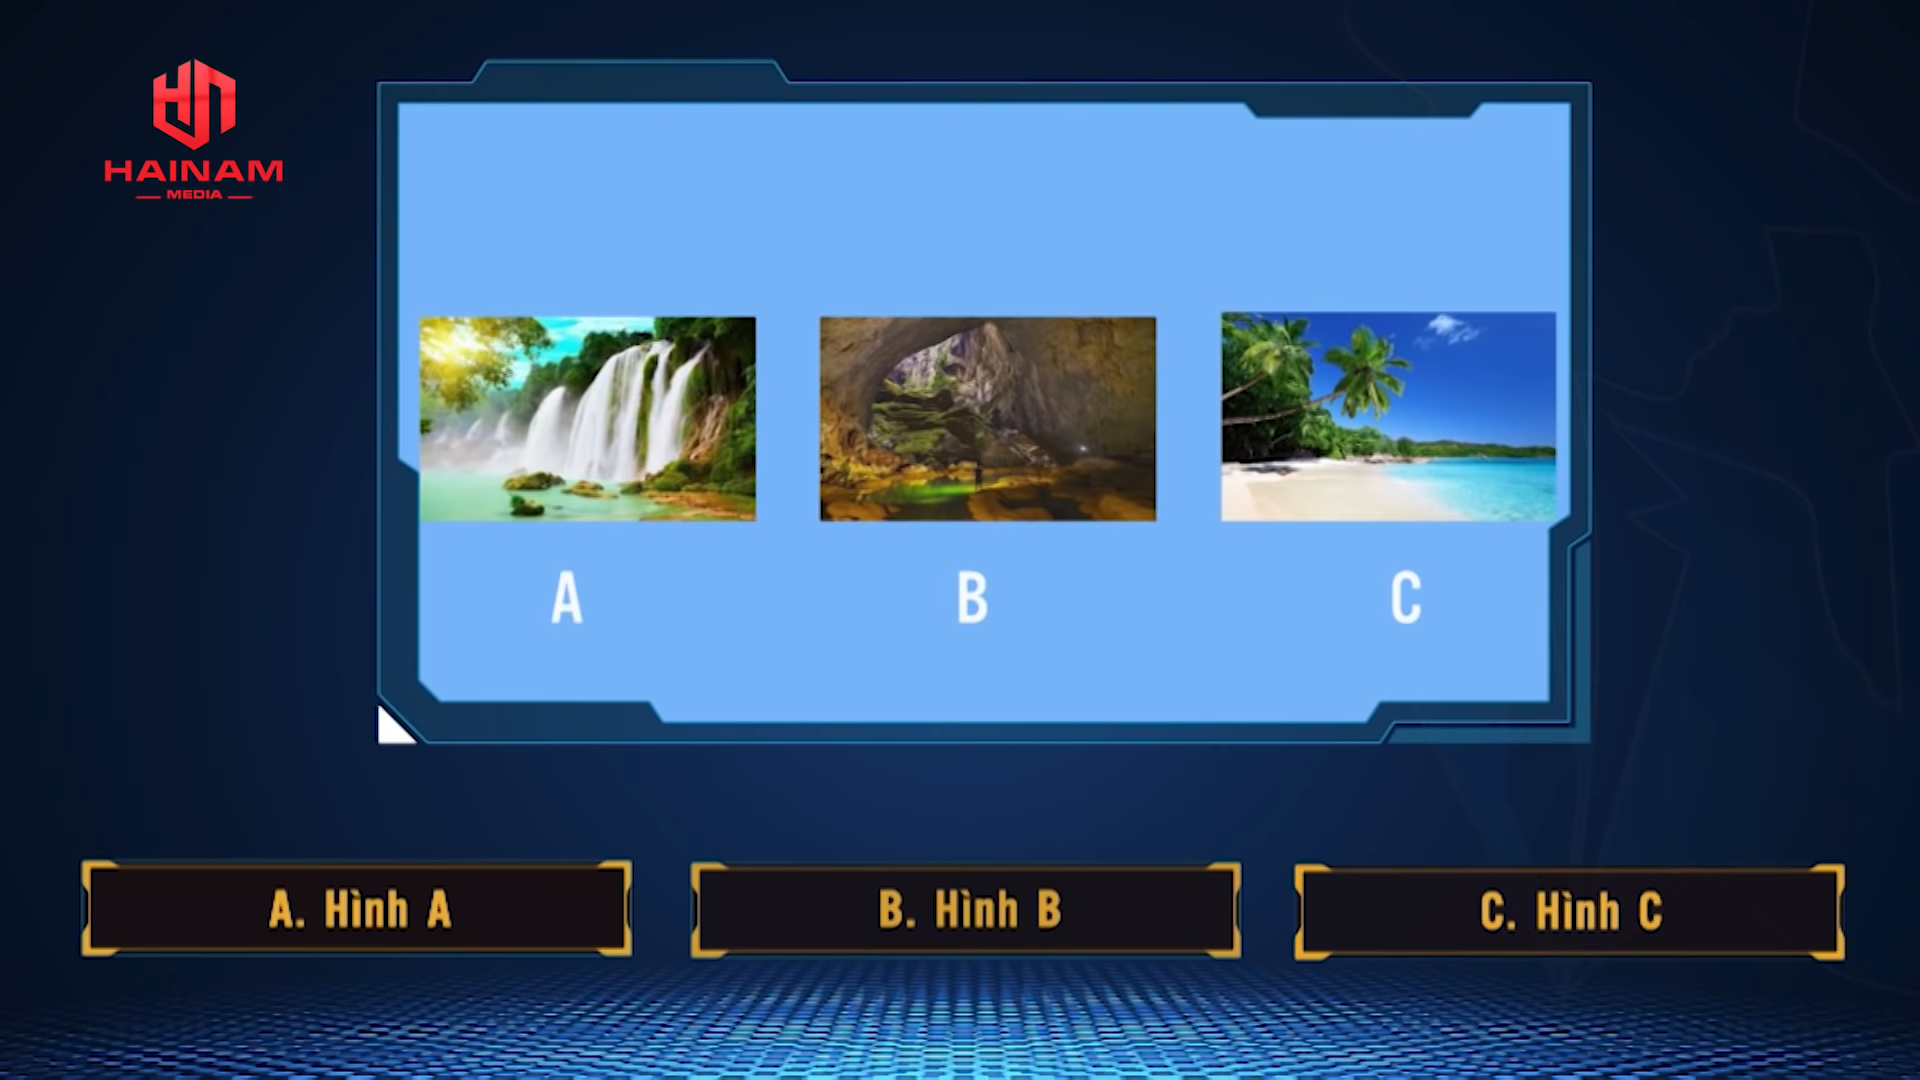 HAINAM
MEDIA
A
B
C
A. Hình A
B. Hình B
C. Hình C